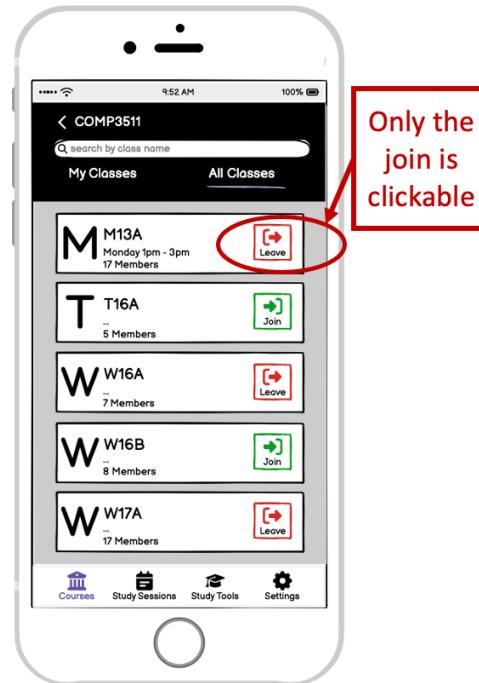 9:52 AM
100%
COMP3511
search by class name
My Classes
All Classes
M
M13A
Monday 1pm - 3pm
17 Members
Leave
T
T16A
...
5 Members
Join
W
W16A
...
7 Members
Leave
W
W16B
...
8 Members
Join
W
W17A
...
17 Members
Leave
Courses
Study Sessions
Study Tools
Settings
Only the
join is
clickable